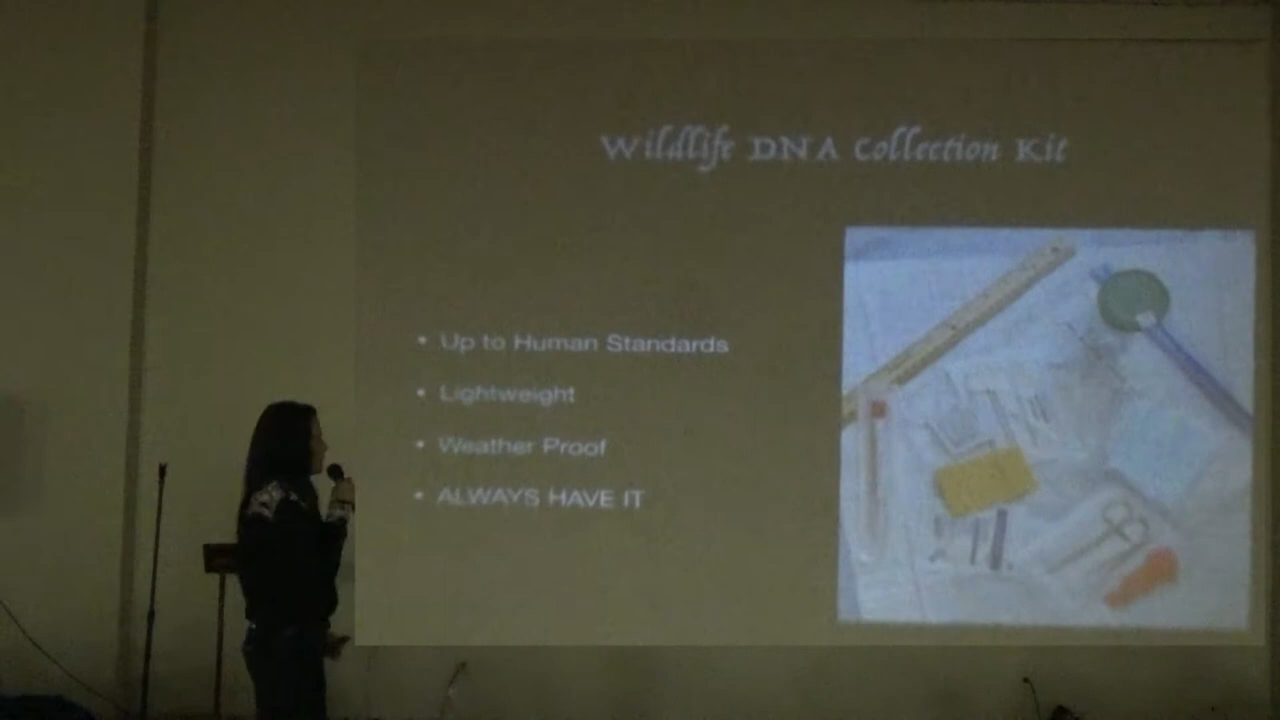 Wildlife DNA Collection Kit
• Up to Human Standards
• Lightweight
• Weather Proof
• ALWAYS HAVE IT